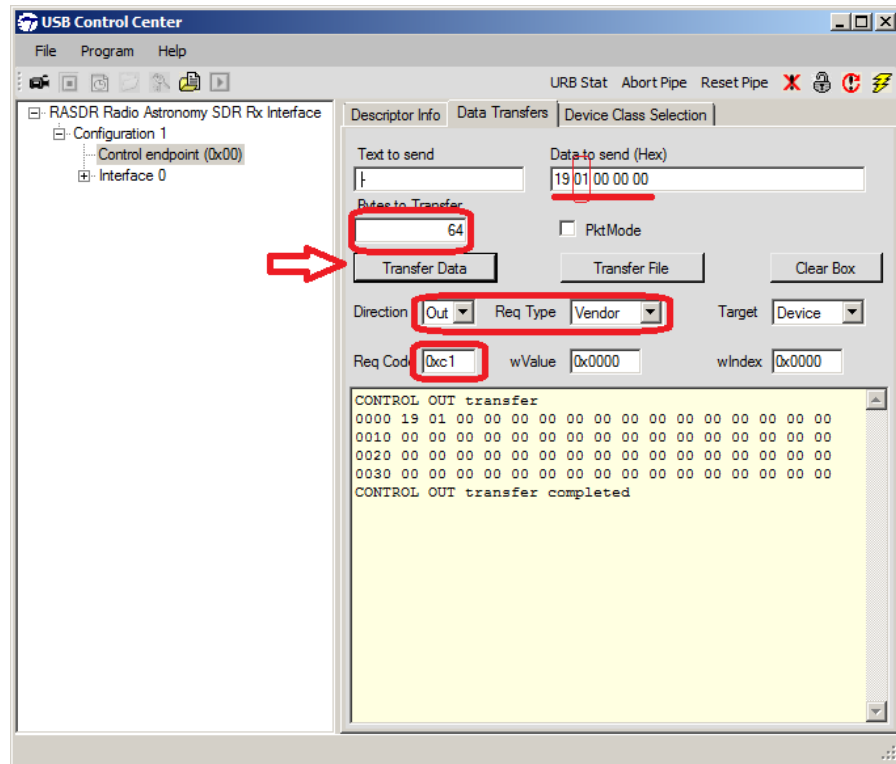 USB Control Center
File Program Help
URB Stat Abort Pipe Reset Pipe
RASDR Radio Astronomy SDR Rx Interface
Configuration 1
Control endpoint (0x00)
Interface 0
Descriptor Info Data Transfers Device Class Selection
Text to send Data to send (Hex)
19 01 00 00 00
Bytes to Transfer
64 PktMode
Transfer Data Transfer File Clear Box
Direction Out Req Type Vendor Target Device
Req Code 0xc1 wValue 0x0000 wIndex 0x0000
CONTROL OUT transfer
0000 19 01 00 00 00 00 00 00 00 00 00 00 00 00 00 00
0010 00 00 00 00 00 00 00 00 00 00 00 00 00 00 00 00
0020 00 00 00 00 00 00 00 00 00 00 00 00 00 00 00 00
0030 00 00 00 00 00 00 00 00 00 00 00 00 00 00 00 00
CONTROL OUT transfer completed